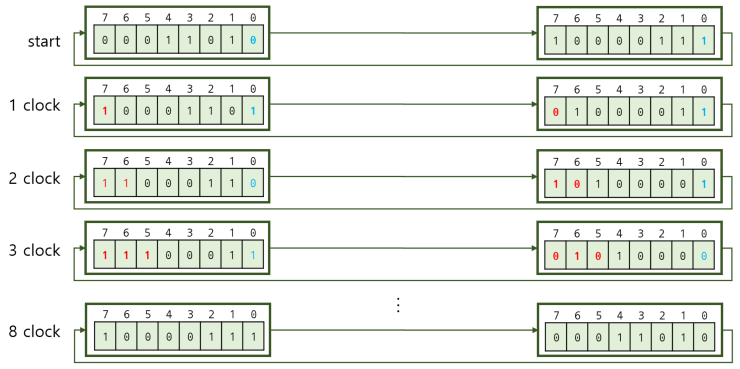 7 6 5 4 3 2 1 0 7 6 5 4 3 2 1 0
start 0 0 0 1 1 0 1 0 1 0 0 0 0 1 1 1
7 6 5 4 3 2 1 0 7 6 5 4 3 2 1 0
1 clock 1 0 0 0 1 1 0 1 0 1 0 0 0 0 1 1
7 6 5 4 3 2 1 0 7 6 5 4 3 2 1 0
2 clock 1 1 0 0 0 1 1 0 1 0 1 0 0 0 0 1
7 6 5 4 3 2 1 0 7 6 5 4 3 2 1 0
3 clock 1 1 1 0 0 0 1 1 0 1 0 1 0 0 0 0
⋮
7 6 5 4 3 2 1 0 7 6 5 4 3 2 1 0
8 clock 1 0 0 0 0 1 1 1 0 0 0 1 1 0 1 0